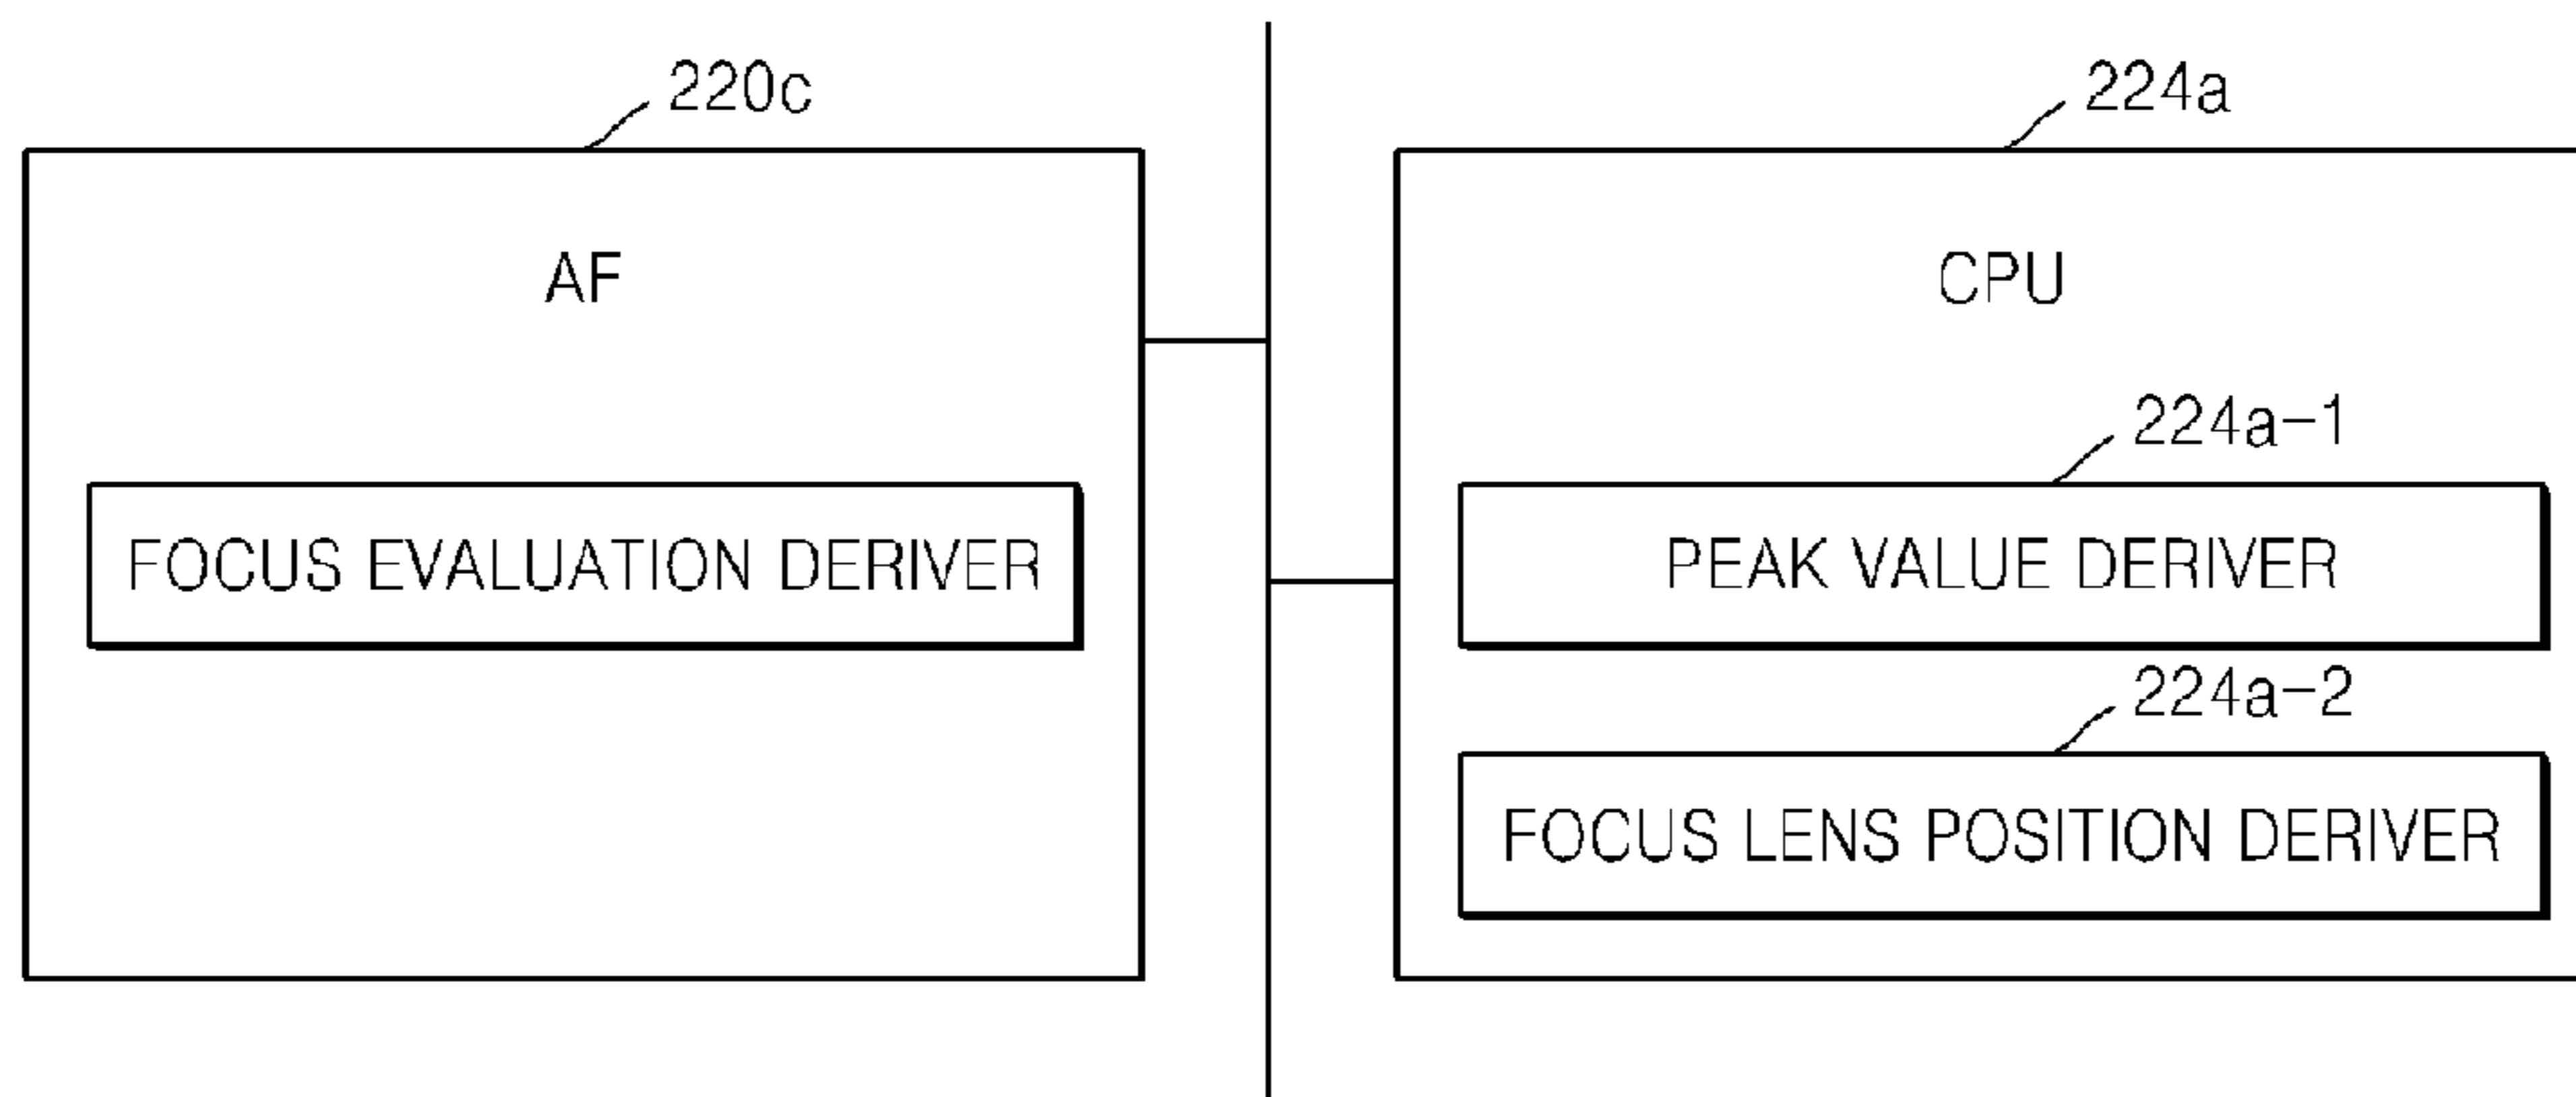 220c
224a
AF
CPU
224a-1
FOCUS EVALUATION DERIVER
PEAK VALUE DERIVER
224a-2
FOCUS LENS POSITION DERIVER